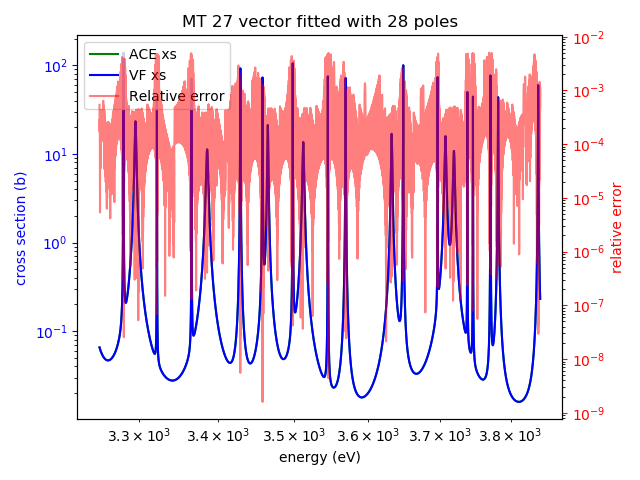 MT 27 vector fitted with 28 poles
ACE xs
VF xs
Relative error
cross section (b)
10²
10¹
10⁰
10⁻¹
relative error
10⁻²
10⁻³
10⁻⁴
10⁻⁵
10⁻⁶
10⁻⁷
10⁻⁸
10⁻⁹
3.3 × 10³ 3.4 × 10³ 3.5 × 10³ 3.6 × 10³ 3.7 × 10³ 3.8 × 10³
energy (eV)